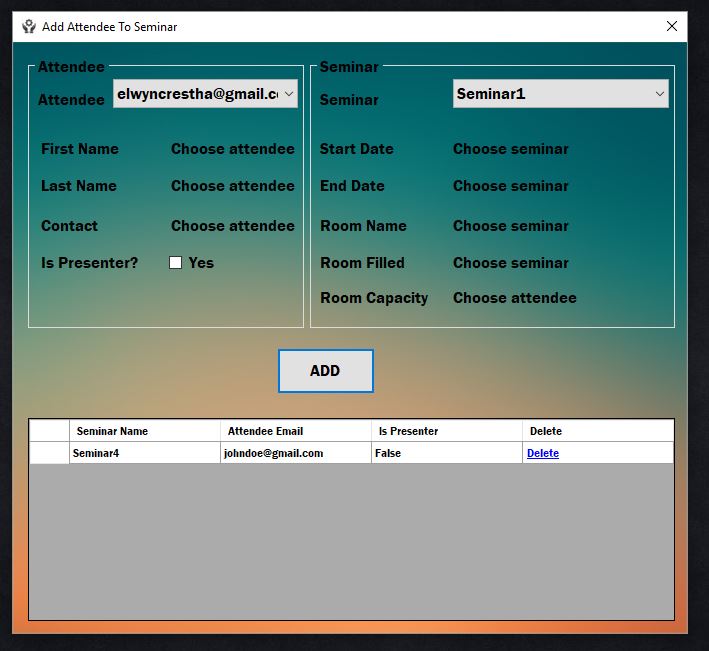 Add Attendee To Seminar
Attendee
Attendee elwyncrestha@gmail.c
First Name Choose attendee
Last Name Choose attendee
Contact Choose attendee
Is Presenter? Yes
Seminar
Seminar Seminar1
Start Date Choose seminar
End Date Choose seminar
Room Name Choose seminar
Room Filled Choose seminar
Room Capacity Choose attendee
ADD
Seminar Name Attendee Email Is Presenter Delete
Seminar4 johndoe@gmail.com False Delete